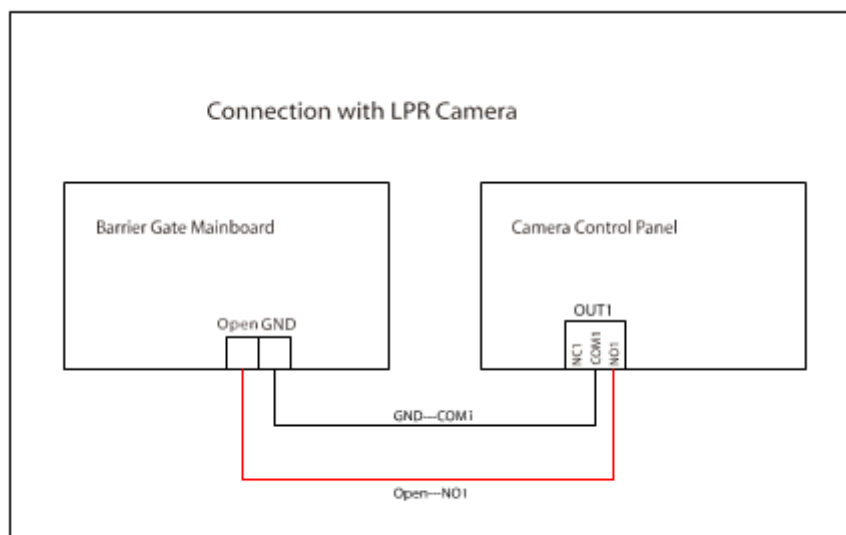 Connection with LPR Camera
Barrier Gate Mainboard
Camera Control Panel
Open GND
OUT1
NC1
COM1
NO1
GND---COM1
Open---NO1